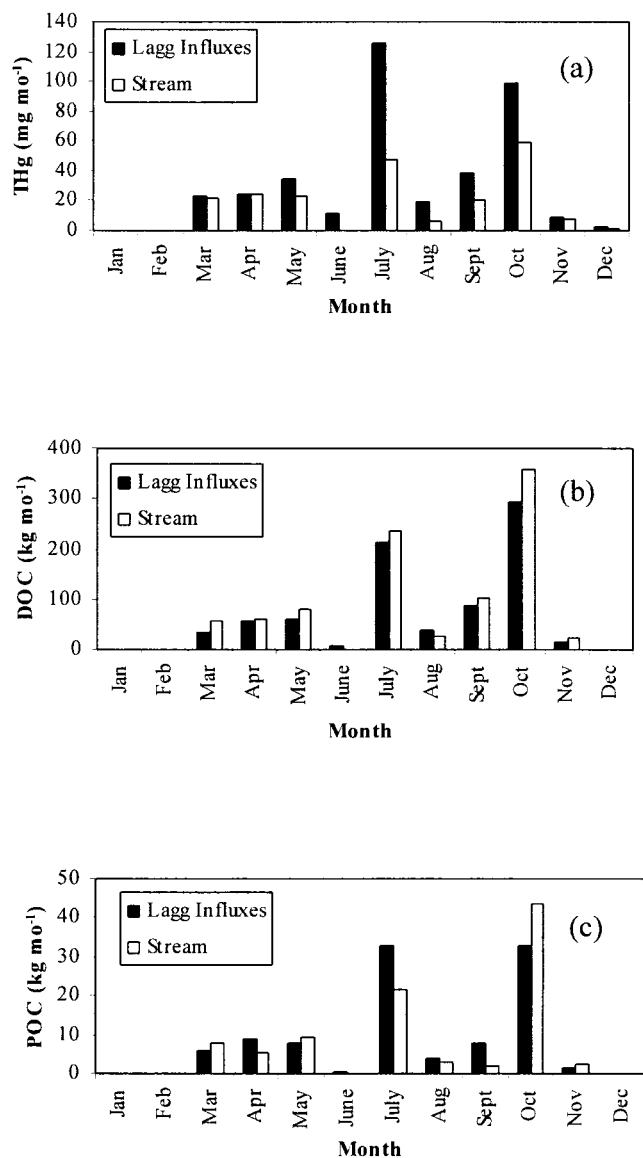 140
120
100
80
60
40
20
0
THg (mg mo⁻¹)
Lagg Influxes
Stream
(a)
Jan Feb Mar Apr May June July Aug Sept Oct Nov Dec
Month
400
300
200
100
0
DOC (kg mo⁻¹)
Lagg Influxes
Stream
(b)
Jan Feb Mar Apr May June July Aug Sept Oct Nov Dec
Month
50
40
30
20
10
0
POC (kg mo⁻¹)
Lagg Influxes
Stream
(c)
Jan Feb Mar Apr May June July Aug Sept Oct Nov Dec
Month